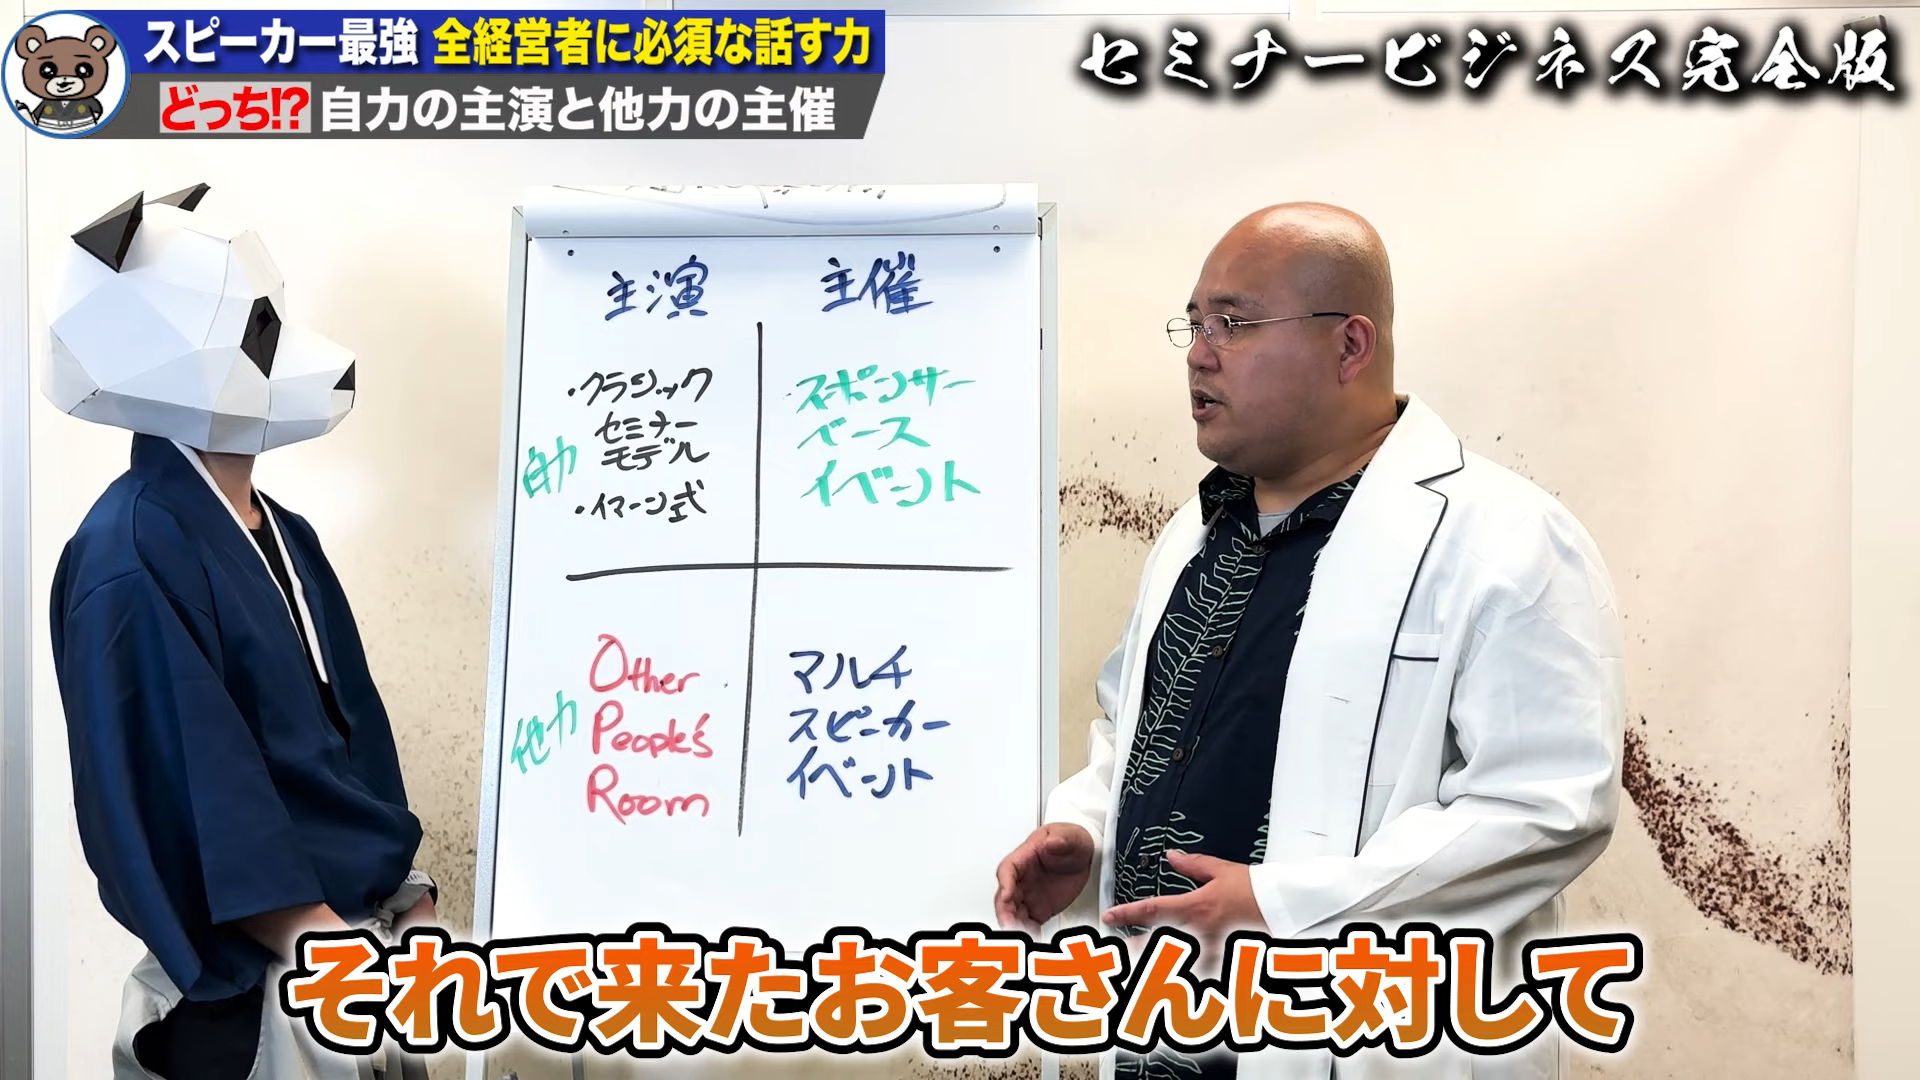 スピーカー最強 全経営者に必須な話す力
どっち!? 自力の主演と他力の主催
セミナービジネス完全版
主演
主催
・クラシック
セミナー
モデル
・イマーン式
自力
スポンサー
ベース
イベント
他力
Other
People's
Room
マルチ
スピーカー
イベント
それで来たお客さんに対して